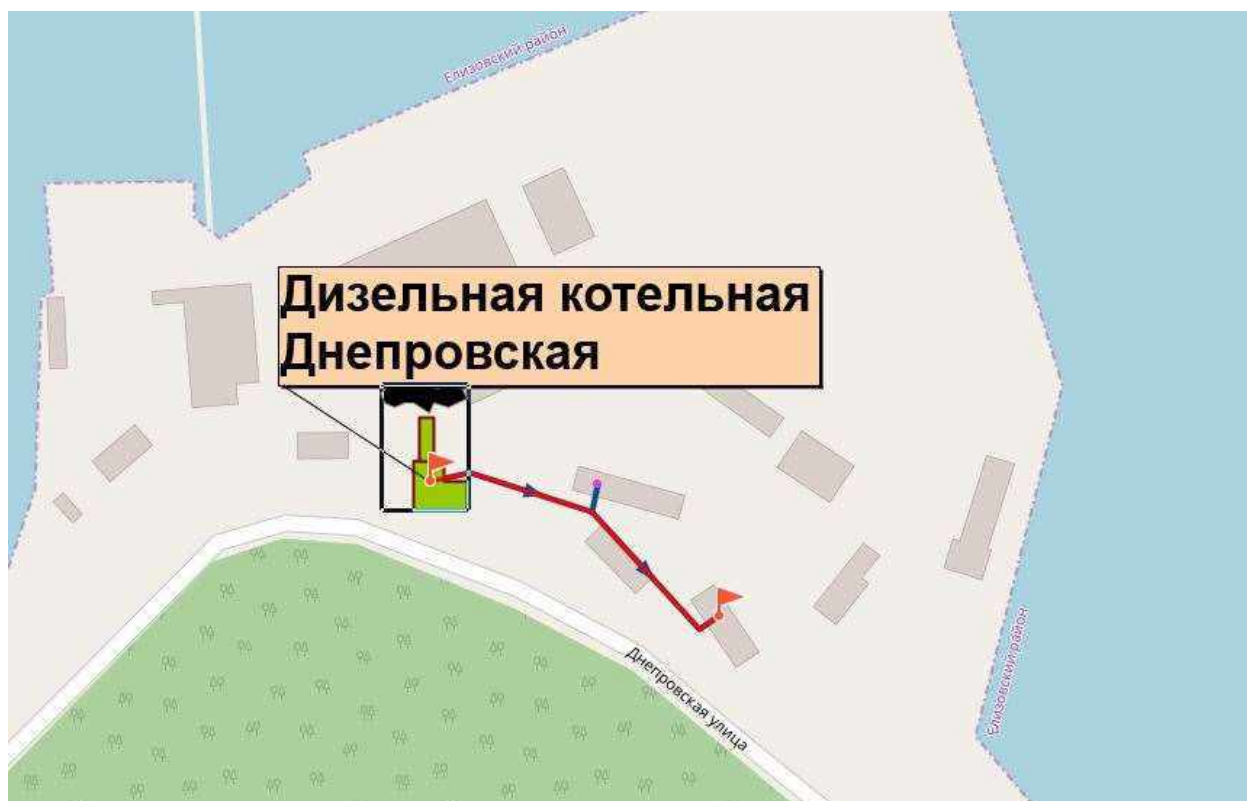 Елизовский район
Дизельная котельная
Днепровская
Елизовский район
Днепровская улица